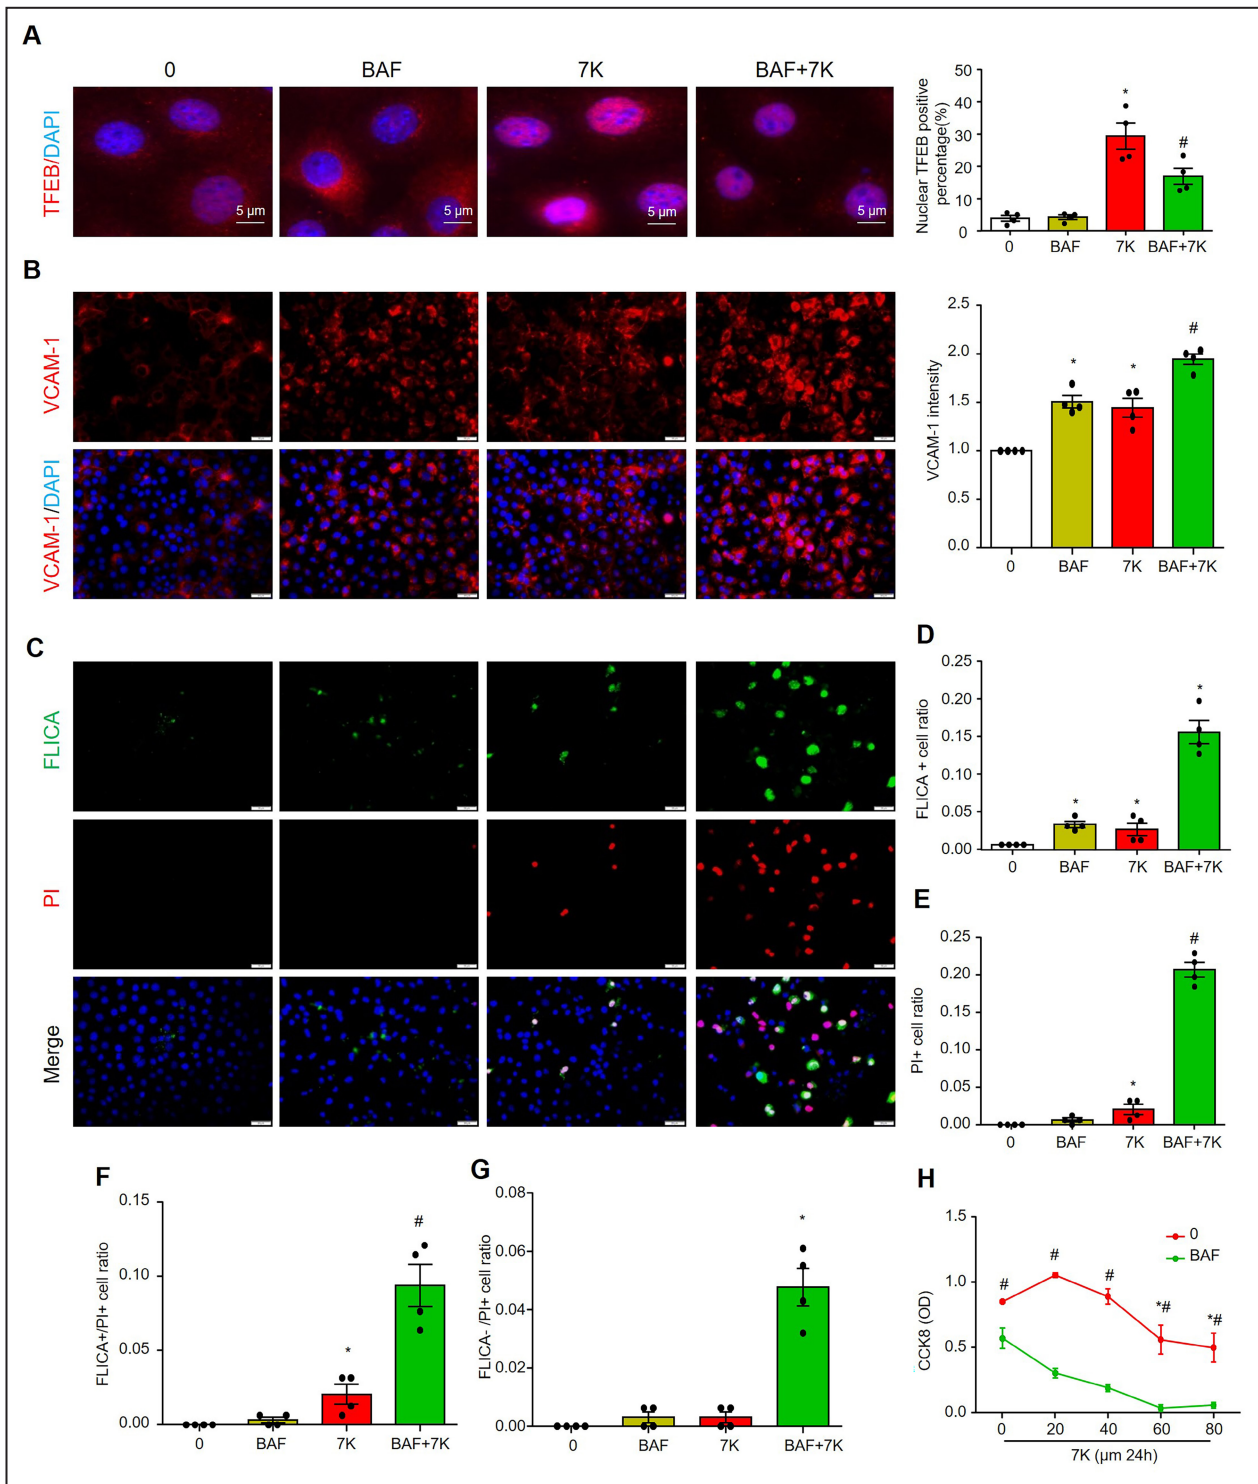 A
0 BAF 7K BAF+7K
TFEB/DAPI
5 µm 5 µm 5 µm 5 µm
Nuclear TFEB positive
percentage(%)
50
40
30
20
10
0
* #
0 BAF 7K BAF+7K
B
VCAM-1
VCAM-1/DAPI
VCAM-1 intensity
2.5
2.0
1.5
1.0
0.5
0.0
* * #
0 BAF 7K BAF+7K
C
FLICA
PI
Merge
D
FLICA + cell ratio
0.25
0.20
0.15
0.10
0.05
0.00
* * *
0 BAF 7K BAF+7K
E
PI+ cell ratio
0.25
0.20
0.15
0.10
0.05
0.00
* #
0 BAF 7K BAF+7K
F
FLICA+/PI+ cell ratio
0.15
0.10
0.05
0.00
* #
0 BAF 7K BAF+7K
G
FLICA- /PI+ cell ratio
0.08
0.06
0.04
0.02
0.00
*
0 BAF 7K BAF+7K
H
CCK8 (OD)
1.5
1.0
0.5
0.0
0
BAF
# # # *# *#
0 20 40 60 80
7K (µm 24h)